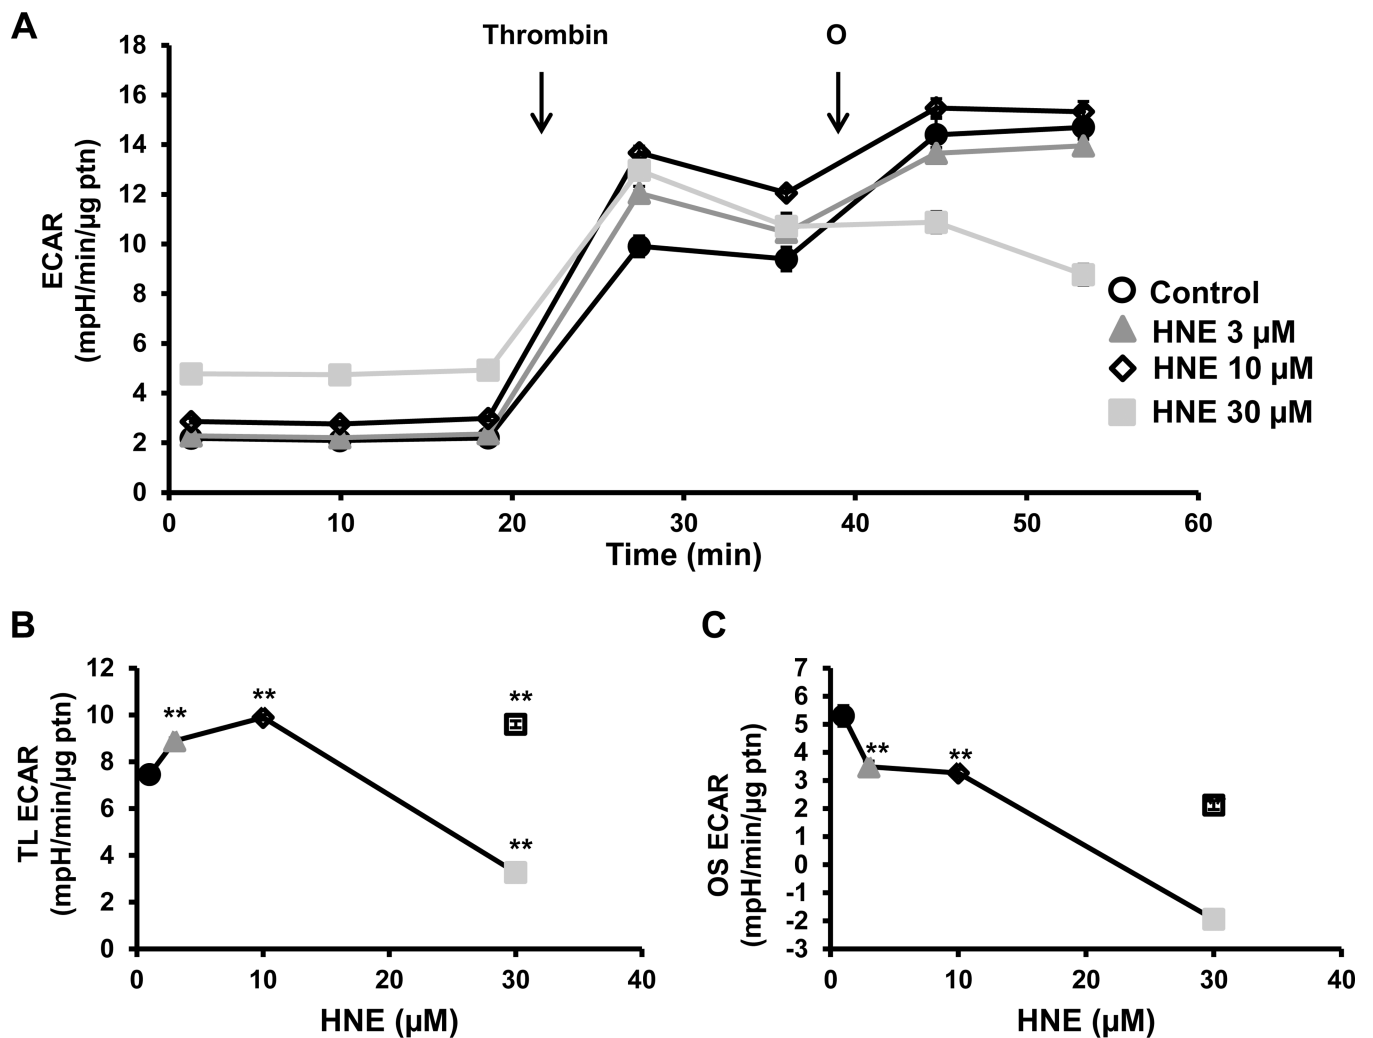 A
Thrombin
O
18
16
14
12
10
8
6
4
2
0
ECAR
(mpH/min/µg ptn)
0 10 20 30 40 50 60
Time (min)
Control
HNE 3 µM
HNE 10 µM
HNE 30 µM
B
12
10
8
6
4
2
0
TL ECAR
(mpH/min/µg ptn)
**
**
**
**
0 10 20 30 40
HNE (µM)
C
7
6
5
4
3
2
1
0
-1
-2
-3
OS ECAR
(mpH/min/µg ptn)
**
**
0 10 20 30 40
HNE (µM)